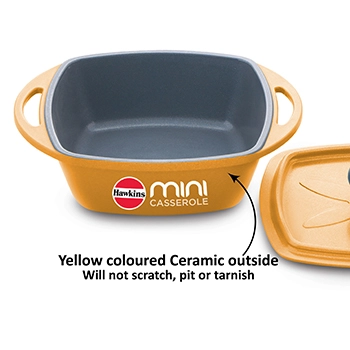 Hawkins
mini
CASSEROLE
Yellow coloured Ceramic outside
Will not scratch, pit or tarnish